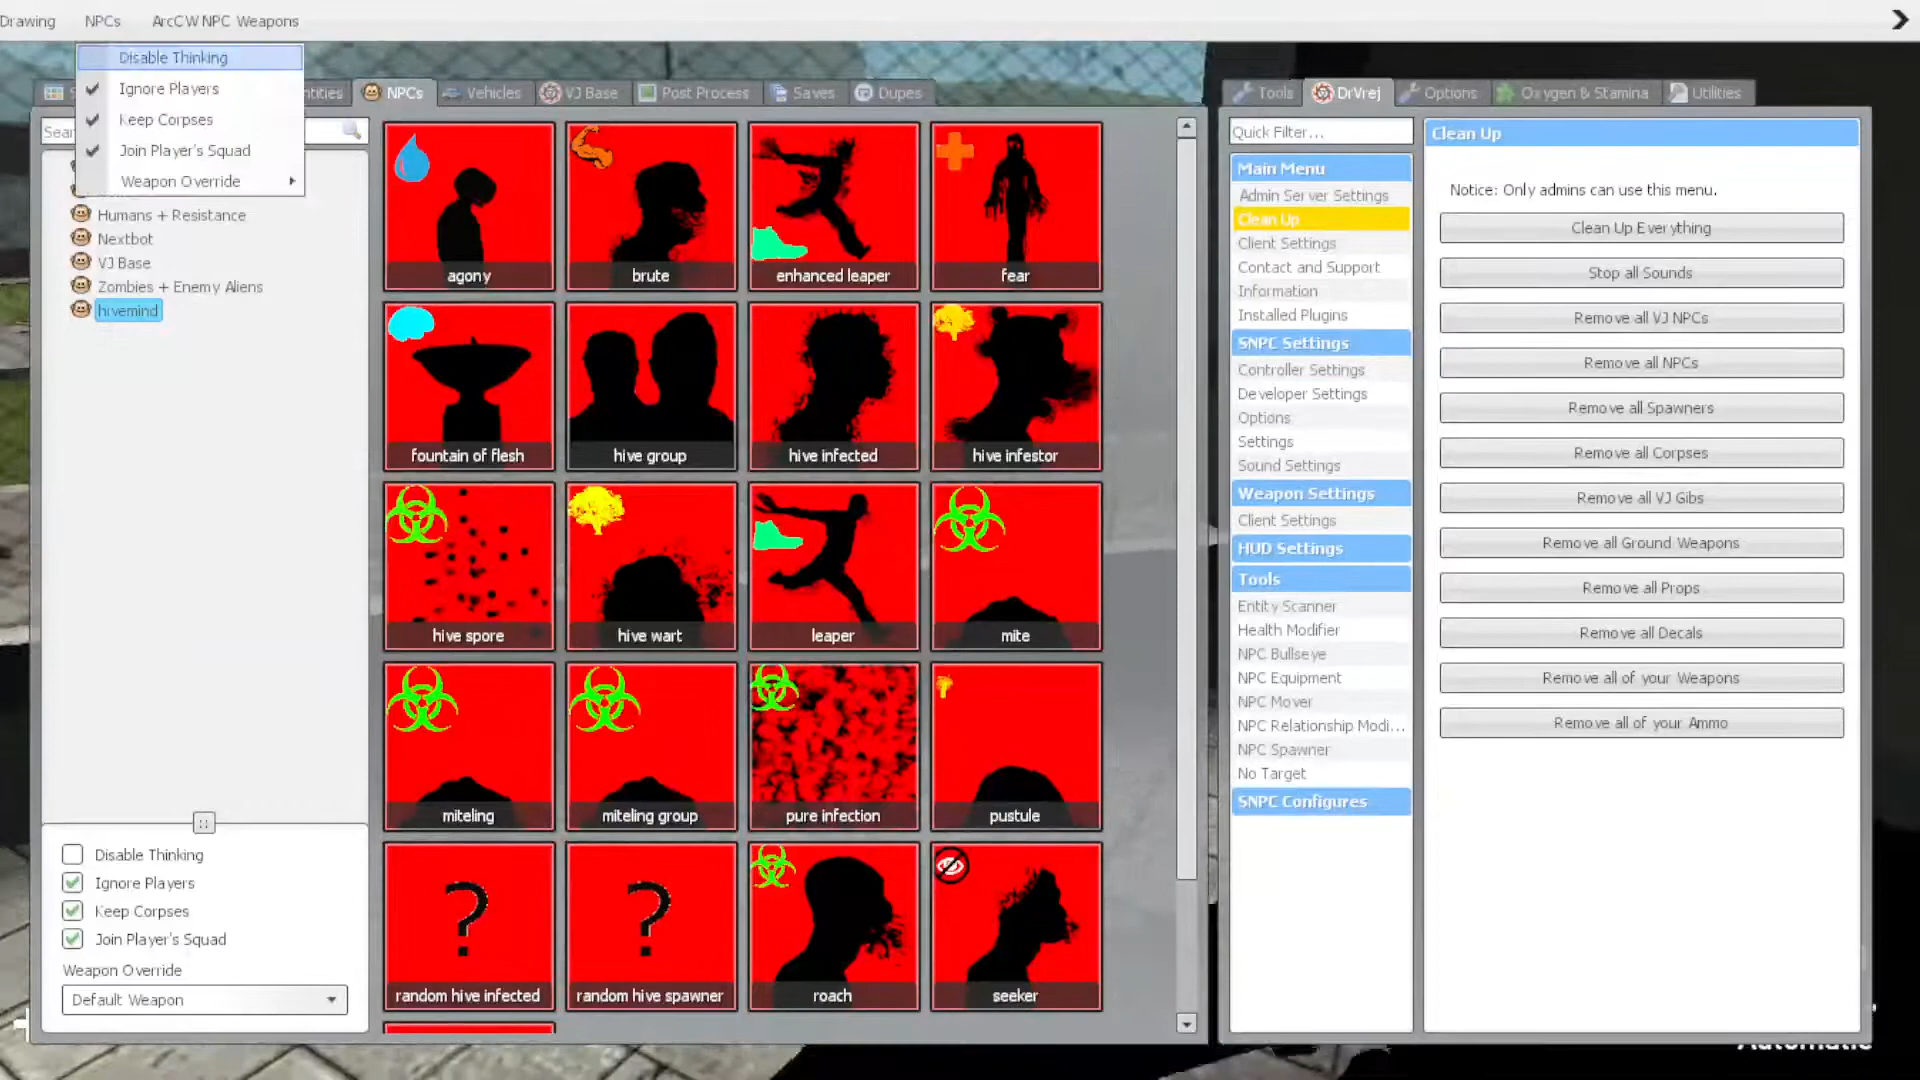 Drawing
NPCs
ArcCW NPC Weapons
Disable Thinking
Ignore Players
Keep Corpses
Join Player's Squad
Weapon Override
NPCs
Vehicles
VJ Base
Post Process
Saves
Dupes
Humans + Resistance
Nextbot
VJ Base
Zombies + Enemy Aliens
hivemind
Disable Thinking
Ignore Players
Keep Corpses
Join Player's Squad
Weapon Override
Default Weapon
agony
brute
enhanced leaper
fear
fountain of flesh
hive group
hive infected
hive infestor
hive spore
hive wart
leaper
mite
miteling
miteling group
pure infection
pustule
random hive infected
random hive spawner
roach
seeker
Tools
DrVrej
Options
Oxygen & Stamina
Utilities
Quick Filter...
Main Menu
Admin Server Settings
Clean Up
Client Settings
Contact and Support
Information
Installed Plugins
SNPC Settings
Controller Settings
Developer Settings
Options
Settings
Sound Settings
Weapon Settings
Client Settings
HUD Settings
Tools
Entity Scanner
Health Modifier
NPC Bullseye
NPC Equipment
NPC Mover
NPC Relationship Modi...
NPC Spawner
No Target
SNPC Configures
Clean Up
Notice: Only admins can use this menu.
Clean Up Everything
Stop all Sounds
Remove all VJ NPCs
Remove all NPCs
Remove all Spawners
Remove all Corpses
Remove all VJ Gibs
Remove all Ground Weapons
Remove all Props
Remove all Decals
Remove all of your Weapons
Remove all of your Ammo
Automatic